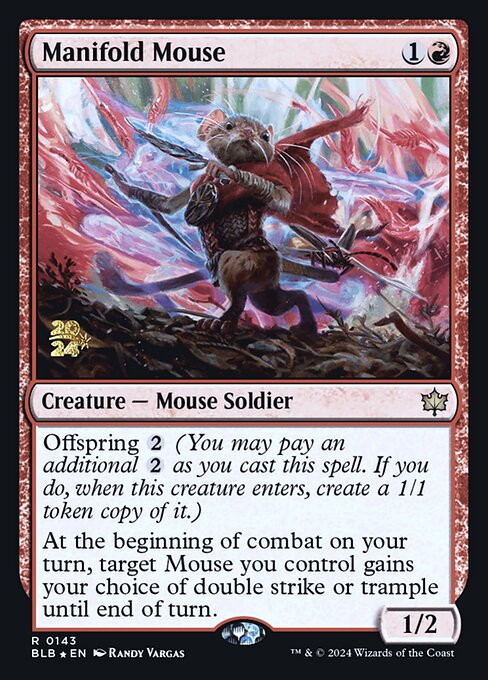 Manifold Mouse 1
2024
Creature — Mouse Soldier
Offspring 2 (You may pay an
additional 2 as you cast this spell. If you
do, when this creature enters, create a 1/1
token copy of it.)
At the beginning of combat on your
turn, target Mouse you control gains
your choice of double strike or trample
until end of turn.
1/2
R 0143
BLB ★ EN RANDY VARGAS
™ & © 2024 Wizards of the Coast